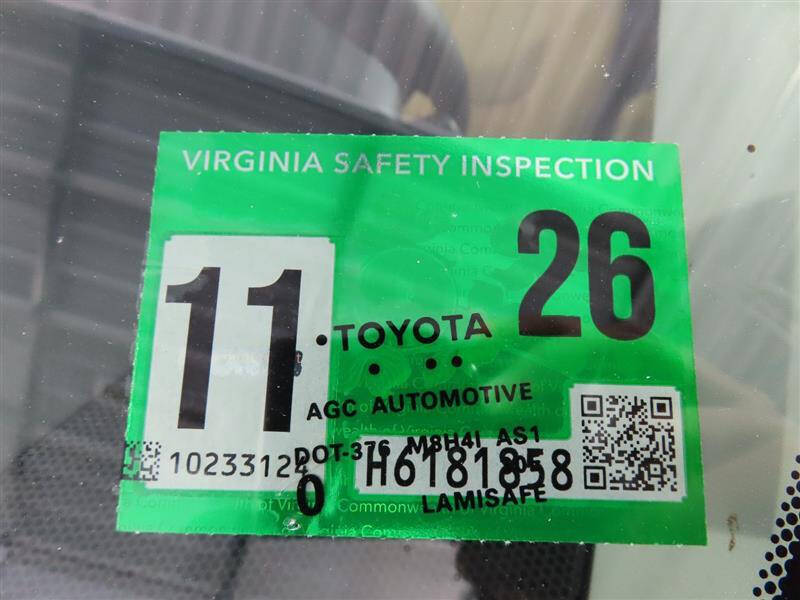 VIRGINIA SAFETY INSPECTION
26
11
TOYOTA
AGC AUTOMOTIVE
DOT-376 M8H4I AS1
10233124
H6181858
0
LAMISAFE